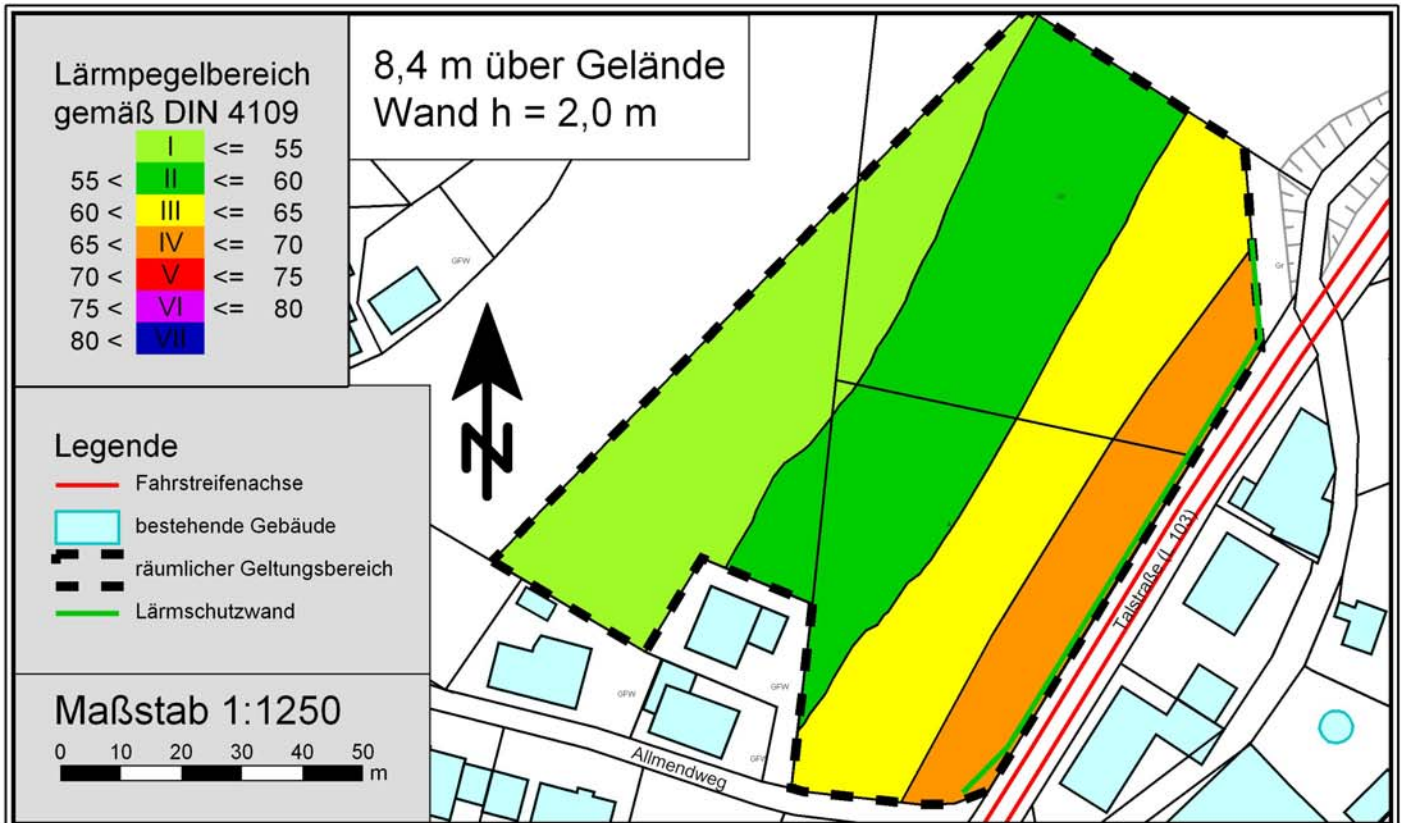 Lärmpegelbereich
gemäß DIN 4109
I <= 55
55 < II <= 60
60 < III <= 65
65 < IV <= 70
70 < V <= 75
75 < VI <= 80
80 < VII
8,4 m über Gelände
Wand h = 2,0 m
GFW
N
Gr
Legende
Fahrstreifenachse
bestehende Gebäude
räumlicher Geltungsbereich
Lärmschutzwand
Talstraße (L 103)
GFW
GFW
Allmendweg
Maßstab 1:1250
0 10 20 30 40 50
m